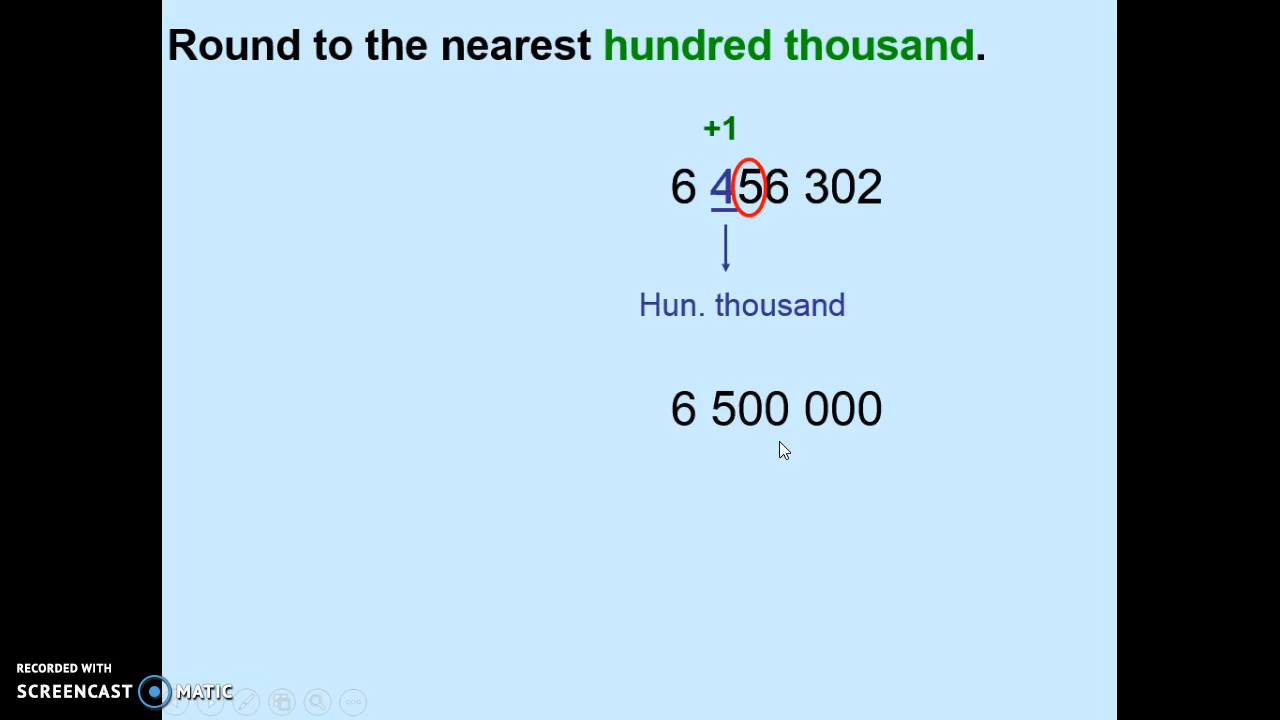 Round to the nearest hundred thousand.
+1
6 456 302
Hun. thousand
6 500 000
RECORDED WITH
SCREENCAST MATIC